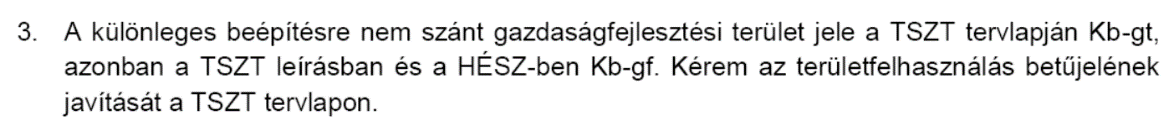 3. A különleges beépítésre nem szánt gazdaságfejlesztési terület jele a TSZT tervlapján Kb-gt,
azonban a TSZT leírásban és a HÉSZ-ben Kb-gf. Kérem az területfelhasználás betűjelének
javítását a TSZT tervlapon.